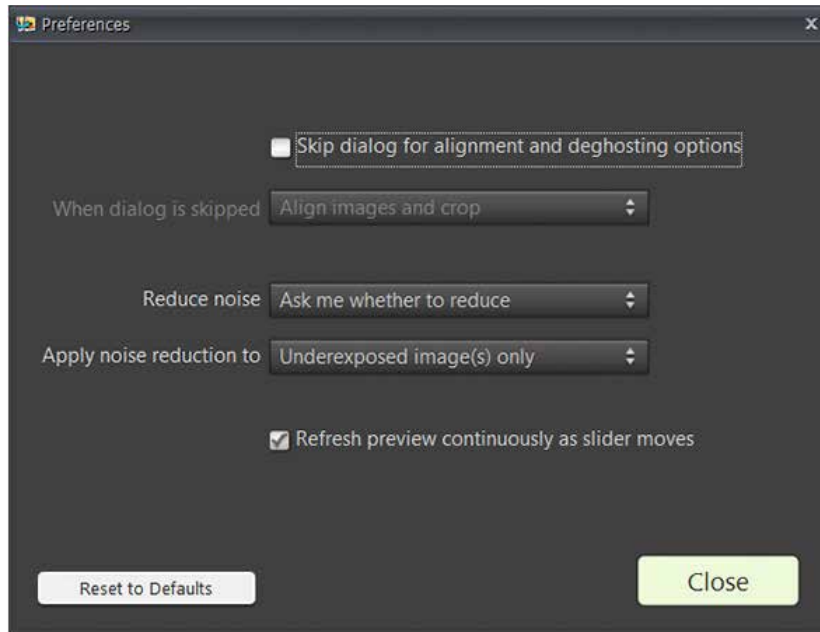 Preferences
x
Skip dialog for alignment and deghosting options
When dialog is skipped Align images and crop
Reduce noise Ask me whether to reduce
Apply noise reduction to Underexposed image(s) only
Refresh preview continuously as slider moves
Reset to Defaults Close